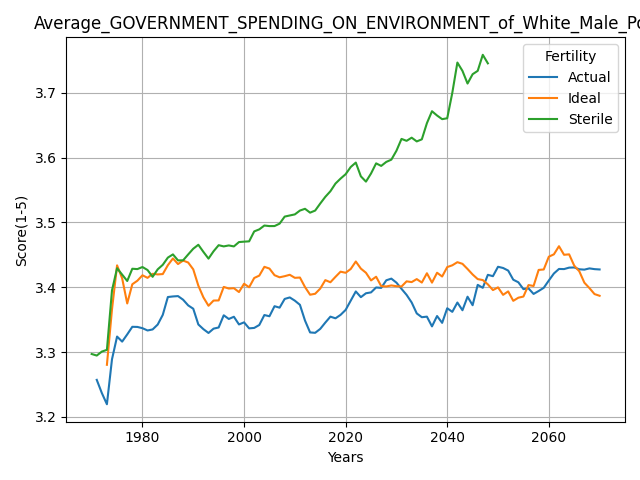 Average_GOVERNMENT_SPENDING_ON_ENVIRONMENT_of_White_Male_Po
Fertility
Actual
Ideal
Sterile
Score(1-5)
3.7
3.6
3.5
3.4
3.3
3.2
1980 2000 2020 2040 2060
Years